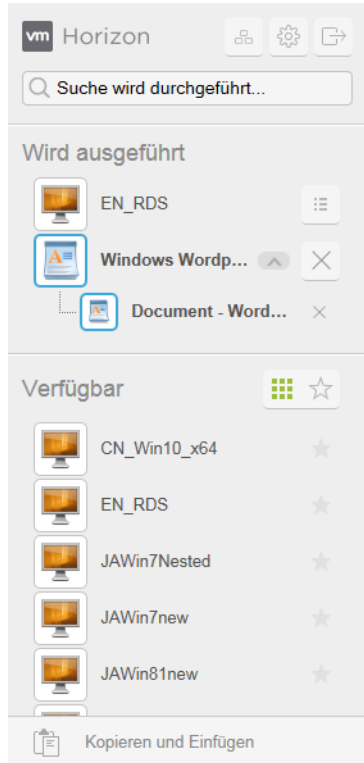 vm Horizon
Suche wird durchgeführt...
Wird ausgeführt
EN_RDS
Windows Wordp...
Document - Word...
Verfügbar
CN_Win10_x64
EN_RDS
JAWin7Nested
JAWin7new
JAWin81new
Kopieren und Einfügen